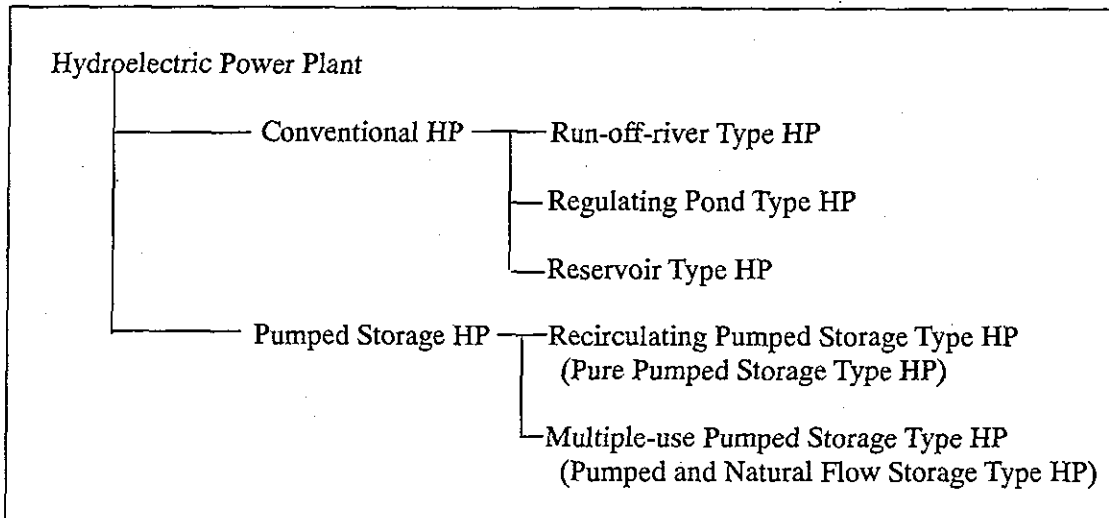 Hydroelectric Power Plant
Conventional HP
Run-off-river Type HP
Regulating Pond Type HP
Reservoir Type HP
Pumped Storage HP
Recirculating Pumped Storage Type HP
(Pure Pumped Storage Type HP)
Multiple-use Pumped Storage Type HP
(Pumped and Natural Flow Storage Type HP)